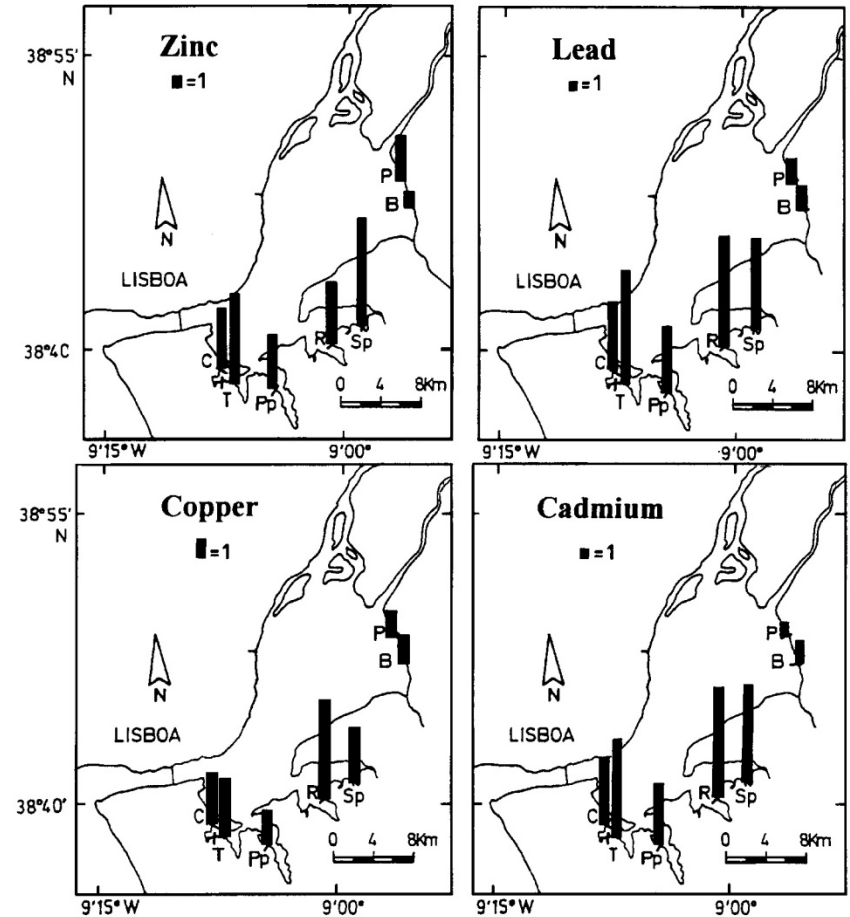 Zinc
=1
38°55'
N
P
B
N
LISBOA
C
T
Pp
R
Sp
38°4C
0 4 8Km
9°15'W
9°00'
Lead
=1
P
B
N
LISBOA
C
T
Pp
R
Sp
0 4 8Km
9°15'W
9°00'
Copper
=1
38°55'
N
P
B
N
LISBOA
C
T
Pp
R
Sp
38°40'
0 4 8Km
9°15'W
9°00'
Cadmium
=1
P
B
N
LISBOA
C
T
Pp
R
Sp
0 4 8Km
9°15'W
9°00'